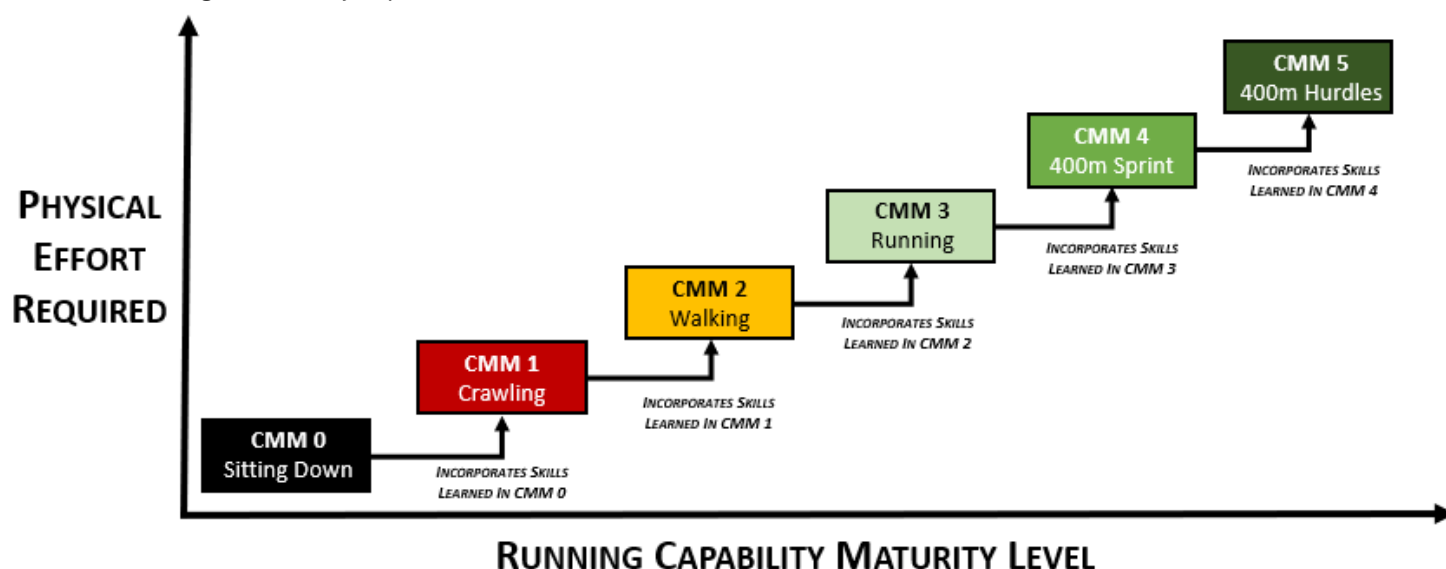 PHYSICAL
EFFORT
REQUIRED
CMM 5
400m Hurdles
CMM 4
400m Sprint
INCORPORATES SKILLS
LEARNED IN CMM 4
CMM 3
Running
INCORPORATES SKILLS
LEARNED IN CMM 3
CMM 2
Walking
INCORPORATES SKILLS
LEARNED IN CMM 2
CMM 1
Crawling
INCORPORATES SKILLS
LEARNED IN CMM 1
CMM 0
Sitting Down
INCORPORATES SKILLS
LEARNED IN CMM 0
RUNNING CAPABILITY MATURITY LEVEL